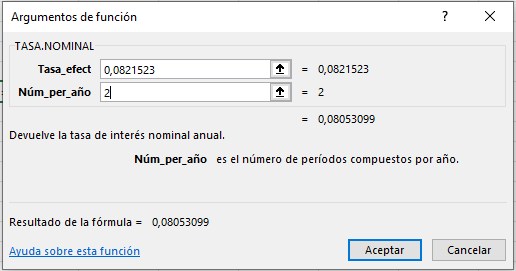 Argumentos de función ? ×
TASA.NOMINAL
Tasa_efect 0,0821523 = 0,0821523
Núm_per_año 2 = 2
= 0,08053099
Devuelve la tasa de interés nominal anual.
Núm_per_año es el número de períodos compuestos por año.
Resultado de la fórmula = 0,08053099
Ayuda sobre esta función Aceptar Cancelar